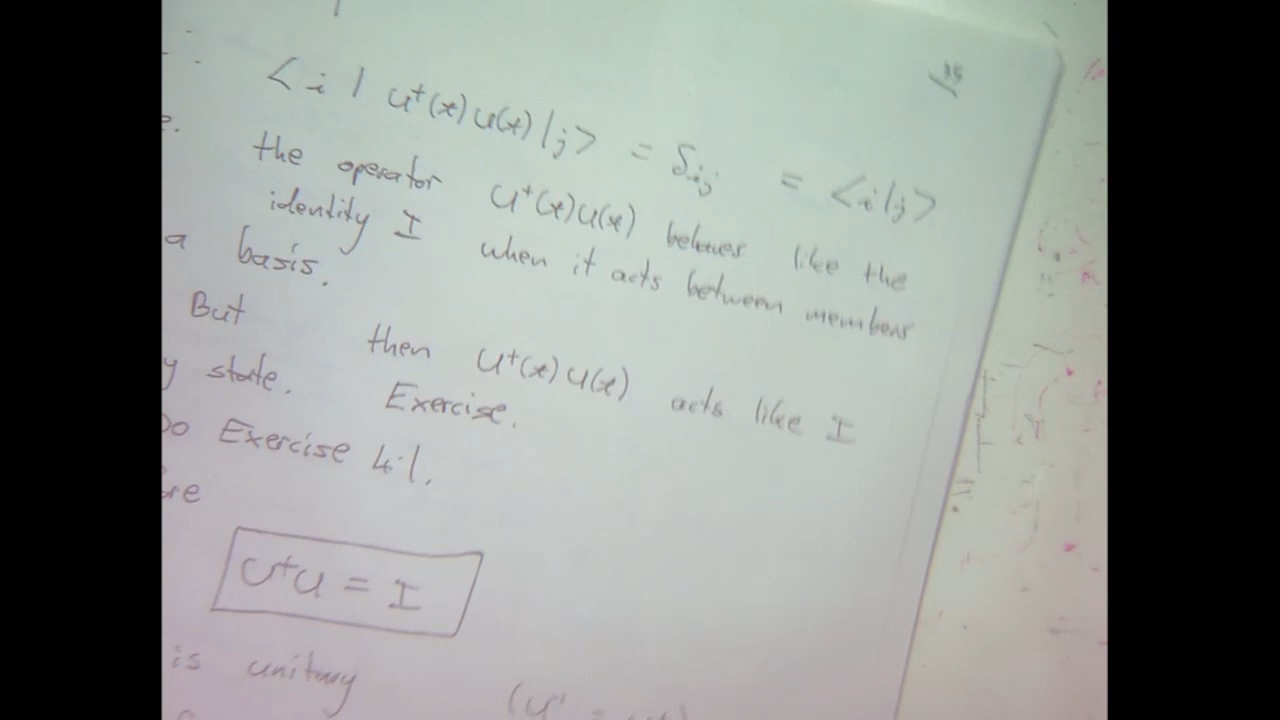 35
<i| U†(t)U(t)|j> = δij = <i|j>
e. the operator U†(t)U(t) behaves like the
identity I when it acts between members
a basis.
But then U†(t)U(t) acts like I
y state. Exercise.
Do Exercise 4.1.
ore
U†U = I
is unitary